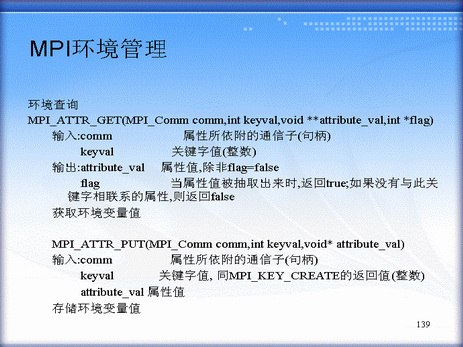 MPI环境管理
环境查询
MPI_ATTR_GET(MPI_Comm comm,int keyval,void **attribute_val,int *flag)
输入:comm 属性所依附的通信子(句柄)
keyval 关键字值(整数)
输出:attribute_val 属性值,除非flag=false
flag 当属性值被抽取出来时,返回true;如果没有与此关
键字相联系的属性,则返回false
获取环境变量值
MPI_ATTR_PUT(MPI_Comm comm,int keyval,void* attribute_val)
输入:comm 属性所依附的通信子(句柄)
keyval 关键字值, 同MPI_KEY_CREATE的返回值(整数)
attribute_val 属性值
存储环境变量值
139